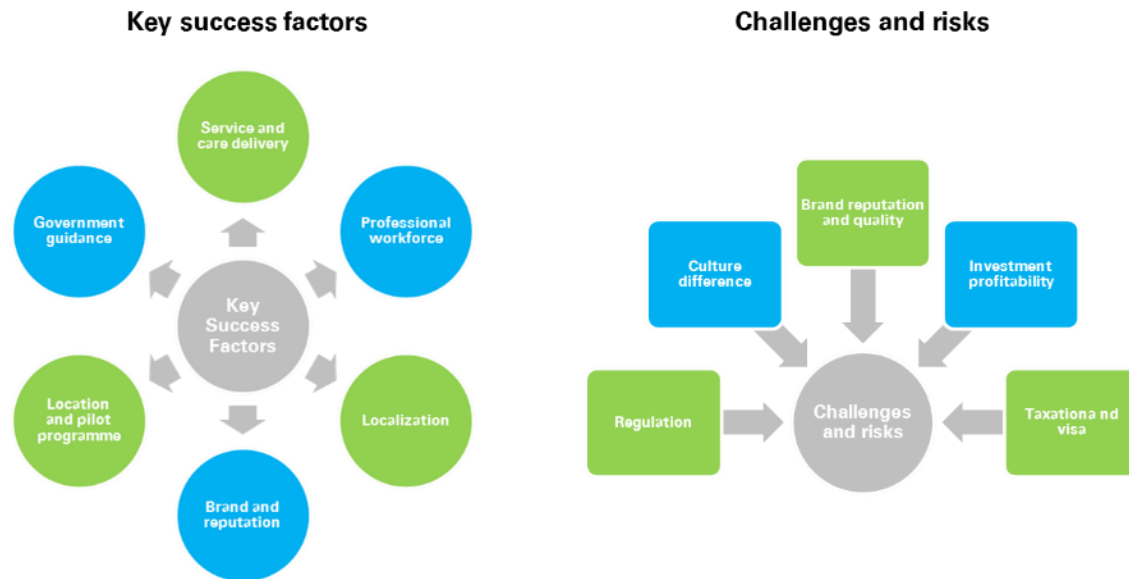 Key success factors
Service and
care delivery
Government
guidance
Professional
workforce
Key
Success
Factors
Location
and pilot
programme
Localization
Brand and
reputation
Challenges and risks
Brand reputation
and quality
Culture
difference
Investment
profitability
Regulation
Challenges
and risks
Taxationa nd
visa